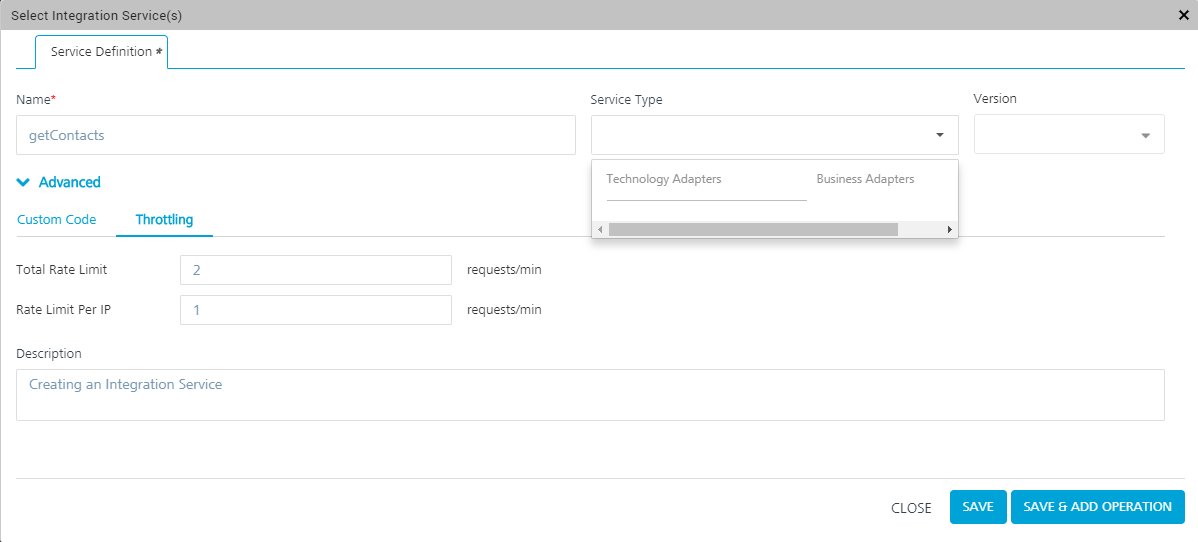 Select Integration Service(s)
Service Definition *
Name*
Service Type
Version
getContacts
Technology Adapters
Business Adapters
Advanced
Custom Code
Throttling
Total Rate Limit
2
requests/min
Rate Limit Per IP
1
requests/min
Description
Creating an Integration Service
CLOSE
SAVE
SAVE & ADD OPERATION